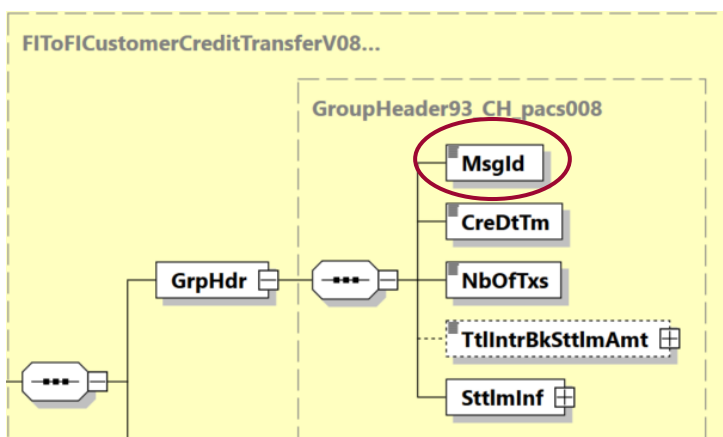 FIToFICustomerCreditTransferV08...
GroupHeader93_CH_pacs008
MsgId
CreDtTm
GrpHdr
NbOfTxs
TtlIntrBkSttlmAmt
SttlmInf